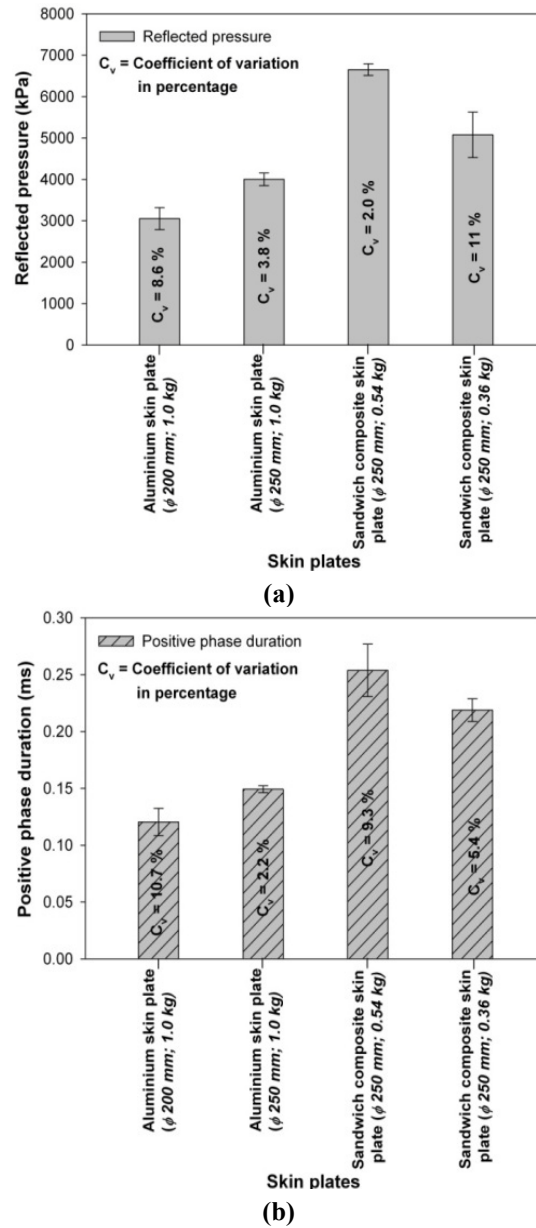 8000
7000
6000
5000
4000
3000
2000
1000
0
Reflected pressure (kPa)
Reflected pressure
Cv = Coefficient of variation
in percentage
Cv = 8.6 %
Cv = 3.8 %
Cv = 2.0 %
Cv = 11 %
Aluminium skin plate
(ϕ 200 mm; 1.0 kg)
Aluminium skin plate
(ϕ 250 mm; 1.0 kg)
Sandwich composite skin
plate (ϕ 250 mm; 0.54 kg)
Sandwich composite skin
plate (ϕ 250 mm; 0.36 kg)
Skin plates
(a)
0.30
0.25
0.20
0.15
0.10
0.05
0.00
Positive phase duration (ms)
Positive phase duration
Cv = Coefficient of variation
in percentage
Cv = 10.7 %
Cv = 2.2 %
Cv = 9.3 %
Cv = 5.4 %
Aluminium skin plate
(ϕ 200 mm; 1.0 kg)
Aluminium skin plate
(ϕ 250 mm; 1.0 kg)
Sandwich composite skin
plate (ϕ 250 mm; 0.54 kg)
Sandwich composite skin
plate (ϕ 250 mm; 0.36 kg)
Skin plates
(b)